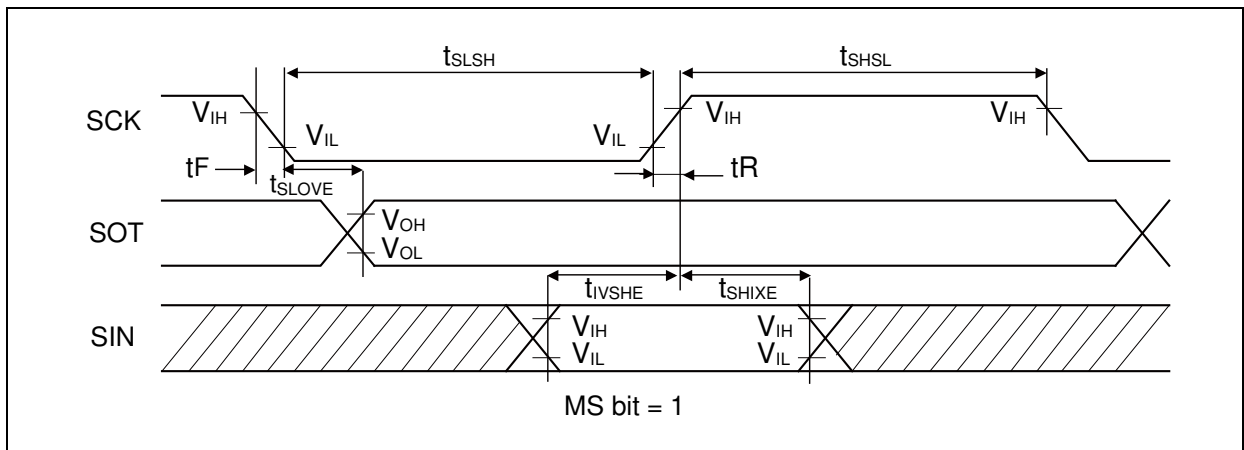 tSLSH tSHSL
SCK VIH VIL VIL VIH VIH
tF tSLOVE tR
SOT VOH
VOL
tIVSHE tSHIXE
SIN VIH VIH
VIL VIL
MS bit = 1